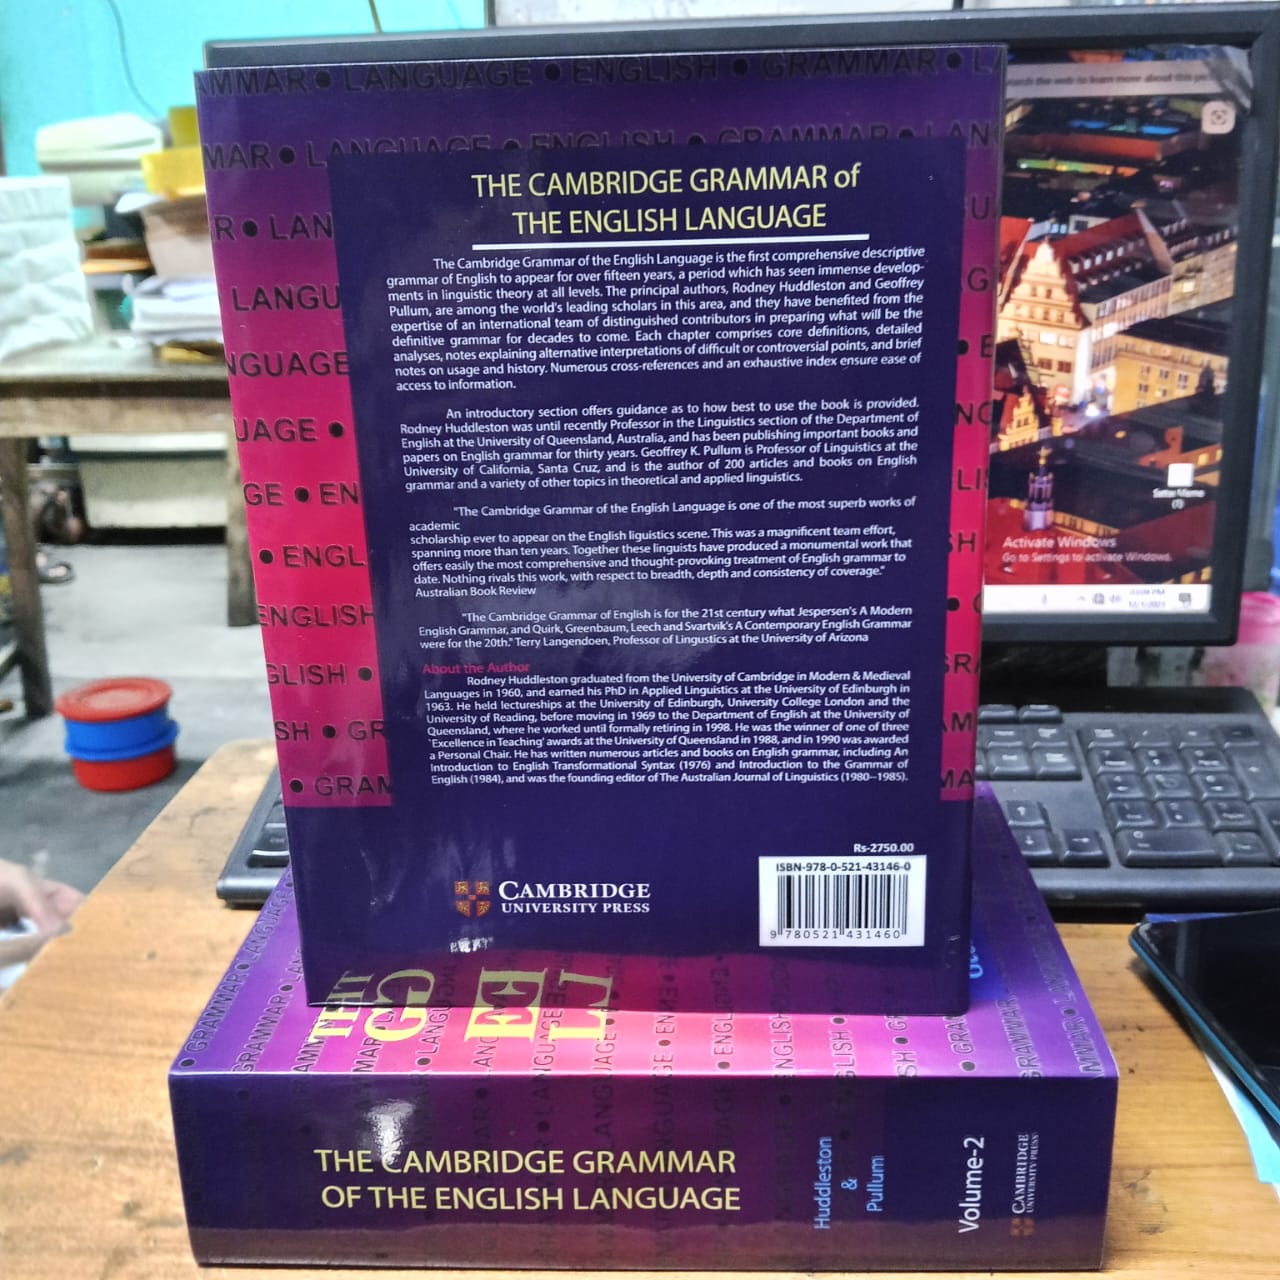 THE CAMBRIDGE GRAMMAR of
THE ENGLISH LANGUAGE
The Cambridge Grammar of the English Language is the first comprehensive descriptive
grammar of English to appear for over fifteen years, a period which has seen immense develop-
ments in linguistic theory at all levels. The principal authors, Rodney Huddleston and Geoffrey
Pullum, are among the world's leading scholars in this area, and they have benefited from the
expertise of an international team of distinguished contributors in preparing what will be the
definitive grammar for decades to come. Each chapter comprises core definitions, detailed
analyses, notes explaining alternative interpretations of difficult or controversial points, and brief
notes on usage and history. Numerous cross-references and an exhaustive index ensure ease of
access to information.
An introductory section offers guidance as to how best to use the book is provided.
Rodney Huddleston was until recently Professor in the Linguistics section of the Department of
English at the University of Queensland, Australia, and has been publishing important books and
papers on English grammar for thirty years. Geoffrey K. Pullum is Professor of Linguistics at the
University of California, Santa Cruz, and is the author of 200 articles and books on English
grammar and a variety of other topics in theoretical and applied linguistics.
"The Cambridge Grammar of the English Language is one of the most superb works of
academic
scholarship ever to appear on the English liguistics scene. This was a magnificent team effort,
spanning more than ten years. Together these linguists have produced a monumental work that
offers easily the most comprehensive and thought-provoking treatment of English grammar to
date. Nothing rivals this work, with respect to breadth, depth and consistency of coverage."
Australian Book Review
"The Cambridge Grammar of English is for the 21st century what Jespersen's A Modern
English Grammar, and Quirk, Greenbaum, Leech and Svartvik's A Contemporary English Grammar
were for the 20th." Terry Langendoen, Professor of Lingustics at the University of Arizona
About the Author
Rodney Huddleston graduated from the University of Cambridge in Modern & Medieval
Languages in 1960, and earned his PhD in Applied Linguistics at the University of Edinburgh in
1963. He held lectureships at the University of Edinburgh, University College London and the
University of Reading, before moving in 1969 to the Department of English at the University of
Queensland, where he worked until formally retiring in 1998. He was the winner of one of three
'Excellence in Teaching' awards at the University of Queensland in 1988, and in 1990 was awarded
a Personal Chair. He has written numerous articles and books on English grammar, including An
Introduction to English Transformational Syntax (1976) and Introduction to the Grammar of
English (1984), and was the founding editor of The Australian Journal of Linguistics (1980–1985).
Rs-2750.00
ISBN-978-0-521-43146-0
9 780521 431460
CAMBRIDGE
UNIVERSITY PRESS
MMAR • LANGUAGE • ENGLISH • GRAMMAR • L
MAR • LANGUAGE • ENGLISH • GRAMMAR • LAN
R • LAN
LANGU
NGUAGE
UAGE •
GE • EN
• ENGL
ENGLISH
GLISH •
SH • GR
• GRAM
Activate Windows
Go to Settings to activate Windows.
THE CAMBRIDGE GRAMMAR
OF THE ENGLISH LANGUAGE
Huddleston
&
Pullum
Volume-2
CAMBRIDGE
UNIVERSITY PRESS